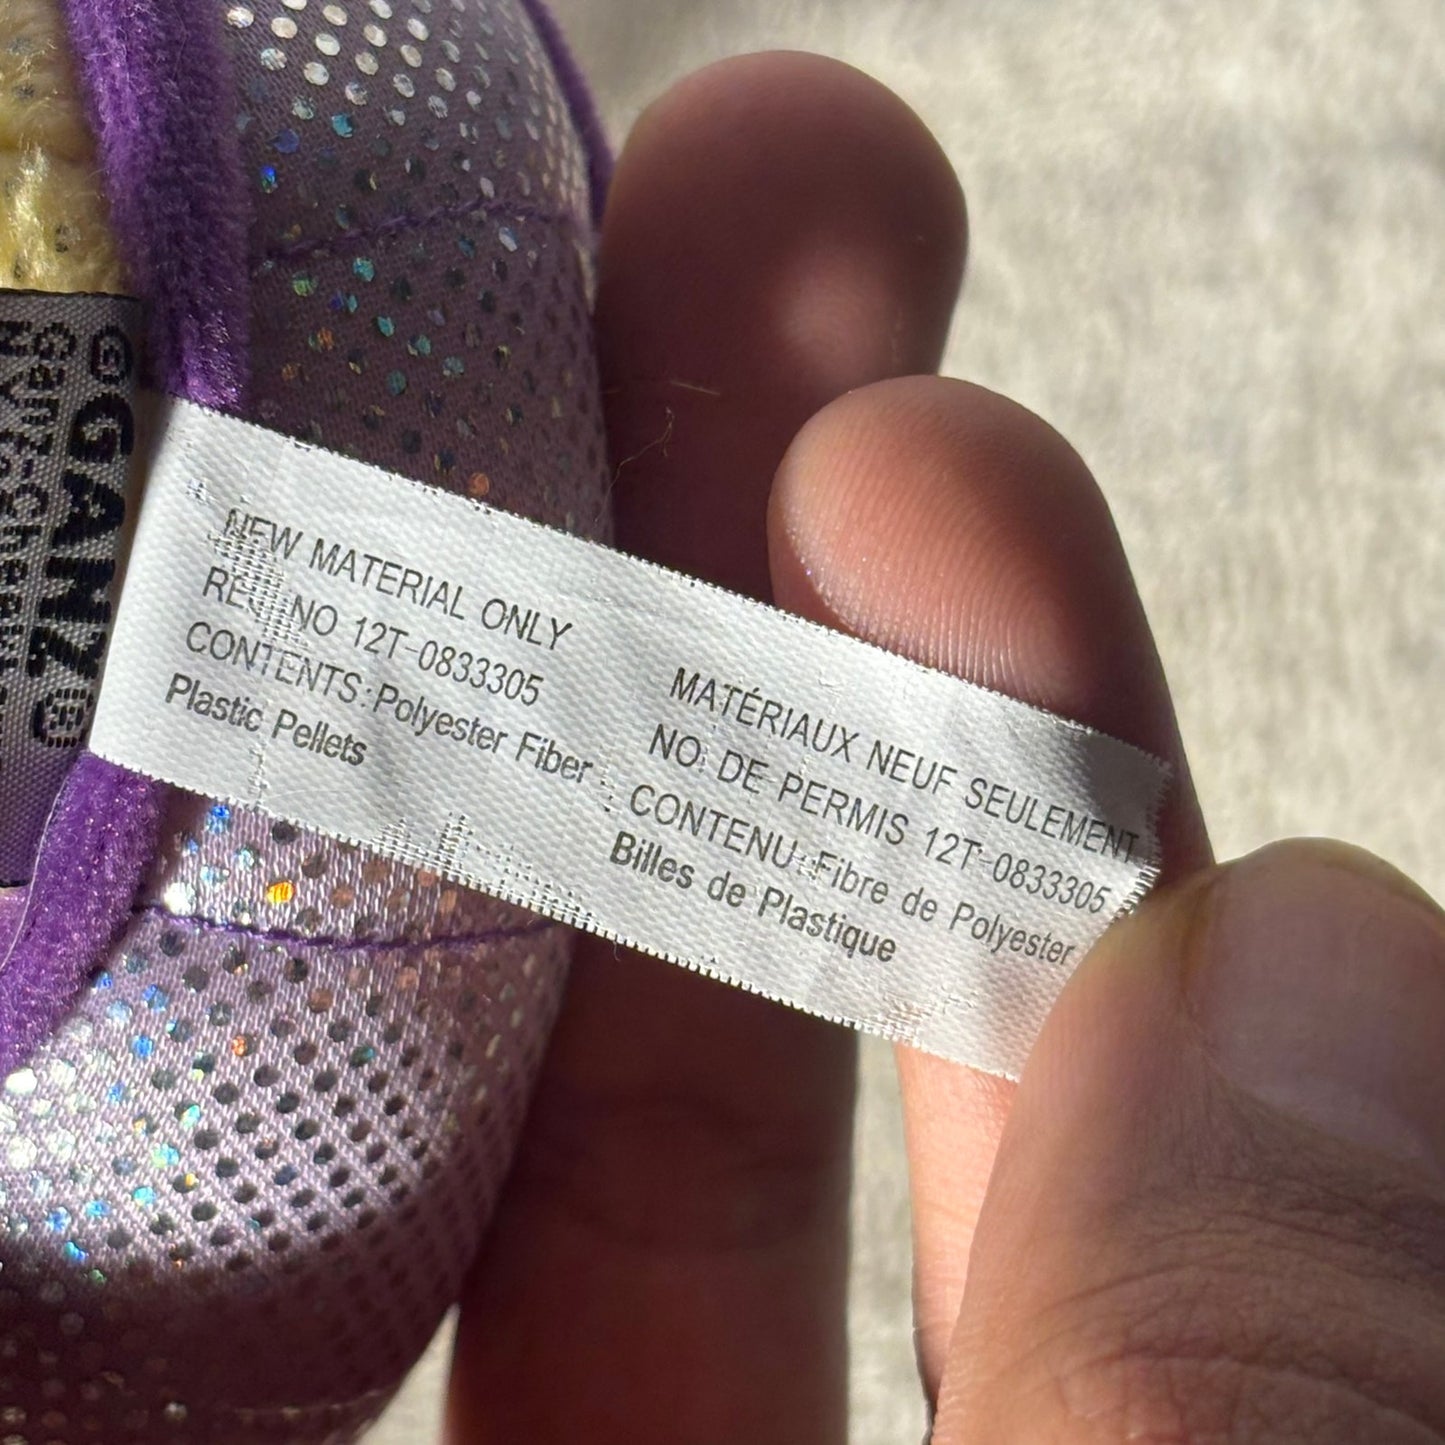 ©GANZ®
NEW MATERIAL ONLY
REG NO 12T-0833305
CONTENTS:Polyester Fiber
Plastic Pellets
MATÉRIAUX NEUF SEULEMENT
NO. DE PERMIS 12T-0833305
CONTENU:Fibre de Polyester
Billes de Plastique